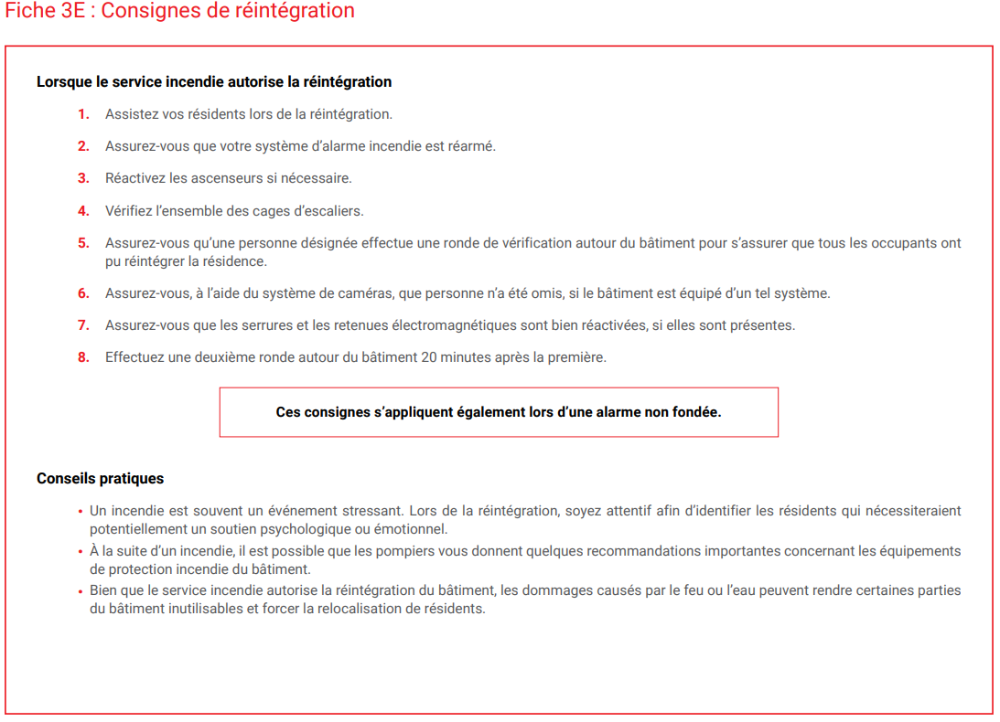 Fiche 3E : Consignes de réintégration
Lorsque le service incendie autorise la réintégration
1. Assistez vos résidents lors de la réintégration.
2. Assurez-vous que votre système d’alarme incendie est réarmé.
3. Réactivez les ascenseurs si nécessaire.
4. Vérifiez l’ensemble des cages d’escaliers.
5. Assurez-vous qu’une personne désignée effectue une ronde de vérification autour du bâtiment pour s’assurer que tous les occupants ont
pu réintégrer la résidence.
6. Assurez-vous, à l’aide du système de caméras, que personne n’a été omis, si le bâtiment est équipé d’un tel système.
7. Assurez-vous que les serrures et les retenues électromagnétiques sont bien réactivées, si elles sont présentes.
8. Effectuez une deuxième ronde autour du bâtiment 20 minutes après la première.
Ces consignes s’appliquent également lors d’une alarme non fondée.
Conseils pratiques
• Un incendie est souvent un événement stressant. Lors de la réintégration, soyez attentif afin d’identifier les résidents qui nécessiteraient
potentiellement un soutien psychologique ou émotionnel.
• À la suite d’un incendie, il est possible que les pompiers vous donnent quelques recommandations importantes concernant les équipements
de protection incendie du bâtiment.
• Bien que le service incendie autorise la réintégration du bâtiment, les dommages causés par le feu ou l’eau peuvent rendre certaines parties
du bâtiment inutilisables et forcer la relocalisation de résidents.